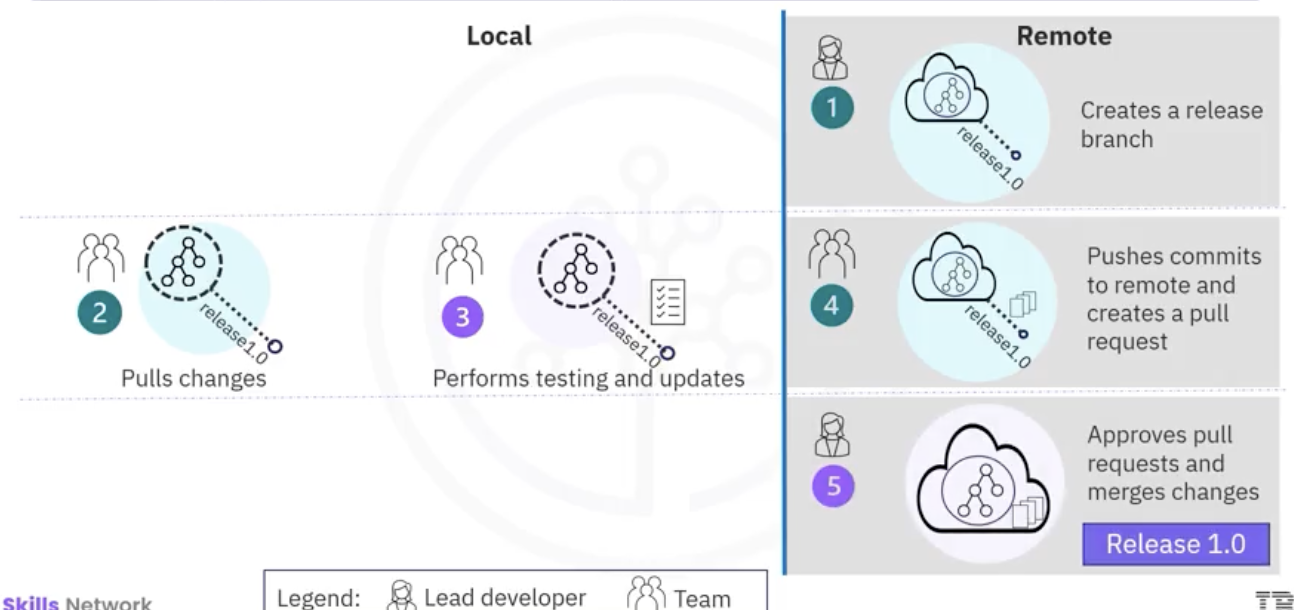 Local
Remote
1
release1.0
Creates a release
branch
2
release1.0
Pulls changes
3
release1.0
Performs testing and updates
4
release1.0
Pushes commits
to remote and
creates a pull
request
5
Approves pull
requests and
merges changes
Release 1.0
Legend: Lead developer Team
Skills Network